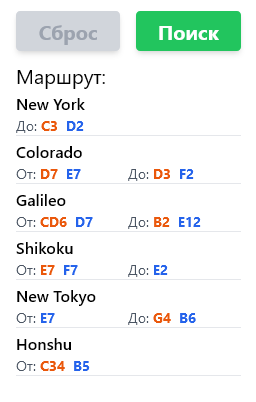 Сброс Поиск
Маршрут:
New York
До: C3 D2
Colorado
От: D7 E7 До: D3 F2
Galileo
От: CD6 D7 До: B2 E12
Shikoku
От: E7 F7 До: E2
New Tokyo
От: E7 До: G4 B6
Honshu
От: C34 B5